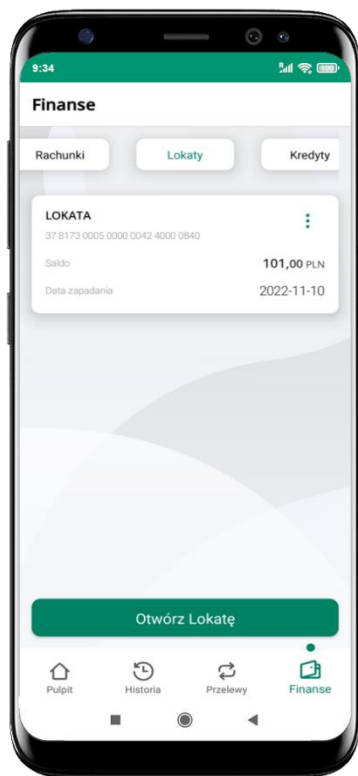 9:34
Finanse
Rachunki
Lokaty
Kredyty
LOKATA
37 8173 0005 0000 0042 4000 0840
Saldo
101,00 PLN
Data zapadania
2022-11-10
Otwórz Lokatę
Pulpit
Historia
Przelewy
Finanse